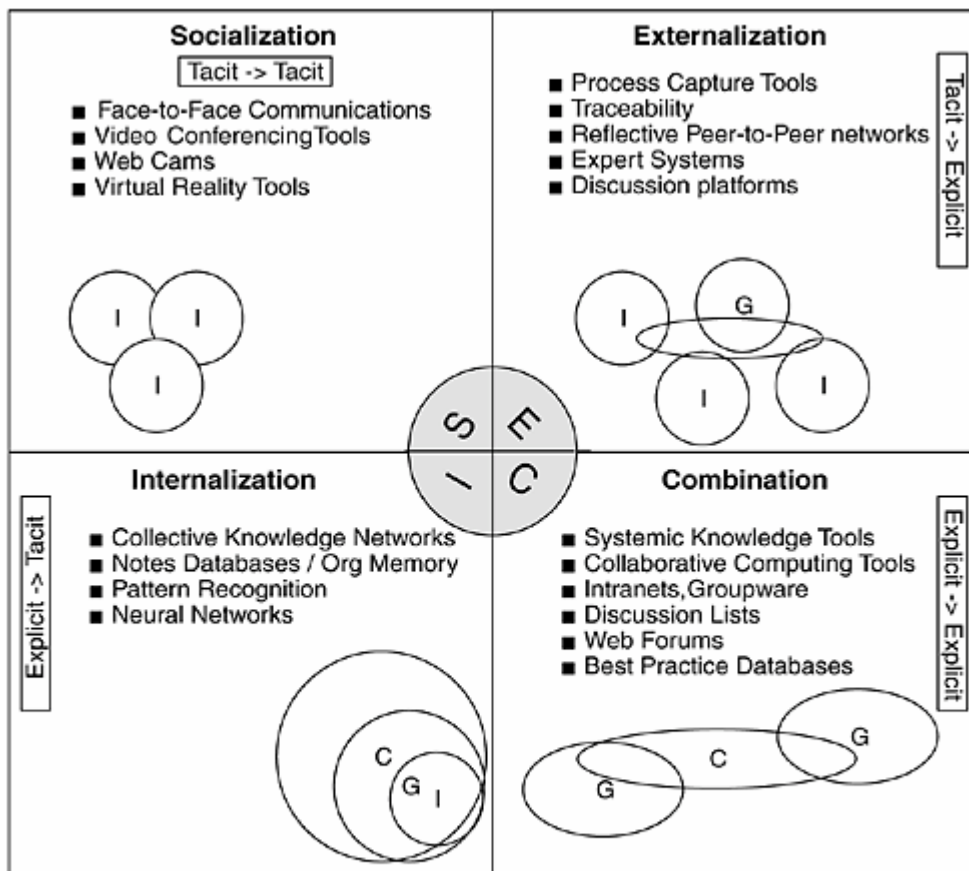 Socialization
Tacit -> Tacit
■ Face-to-Face Communications
■ Video ConferencingTools
■ Web Cams
■ Virtual Reality Tools
I
I
I
Externalization
■ Process Capture Tools
■ Traceability
■ Reflective Peer-to-Peer networks
■ Expert Systems
■ Discussion platforms
Tacit -> Explicit
I
G
I
I
S
E
I
C
Internalization
Explicit -> Tacit
■ Collective Knowledge Networks
■ Notes Databases / Org Memory
■ Pattern Recognition
■ Neural Networks
C
G
I
Combination
■ Systemic Knowledge Tools
■ Collaborative Computing Tools
■ Intranets,Groupware
■ Discussion Lists
■ Web Forums
■ Best Practice Databases
Explicit -> Explicit
G
C
G